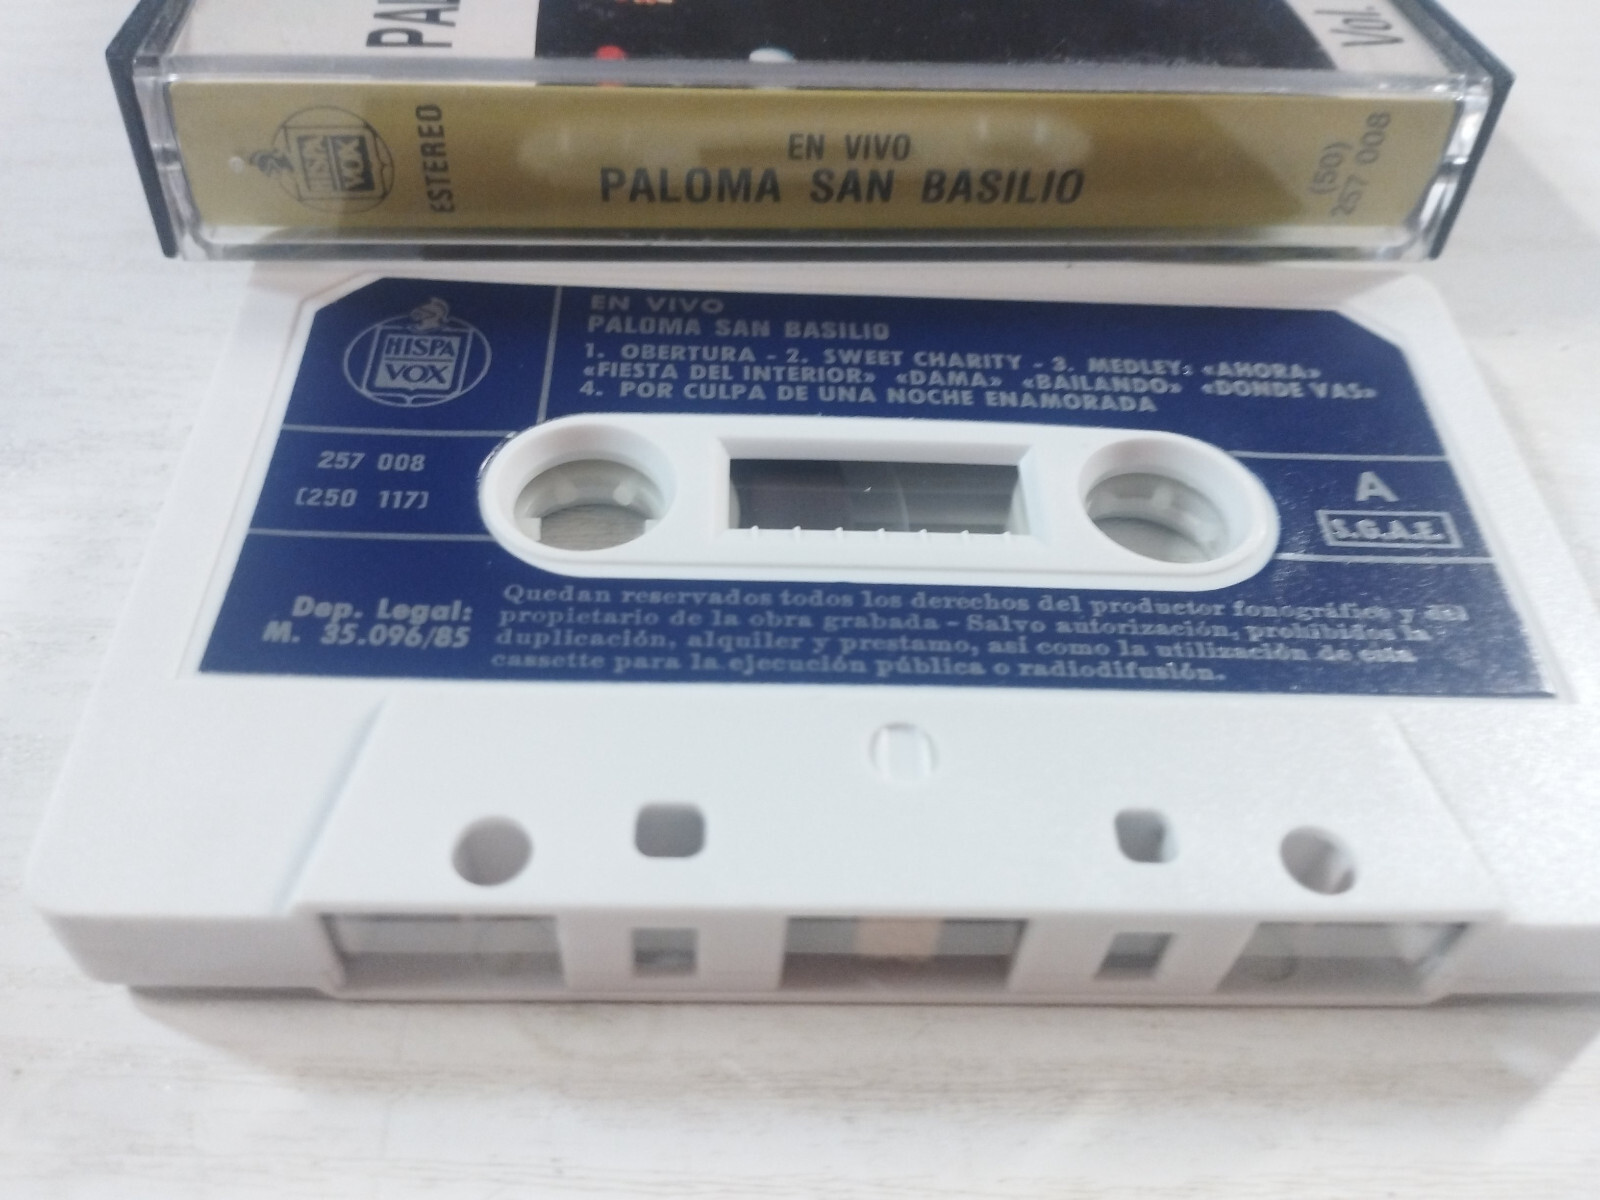 PAL
Vol.
HISPA
VOX
ESTEREO
EN VIVO
PALOMA SAN BASILIO
(50)
257 008
HISPA
VOX
EN VIVO
PALOMA SAN BASILIO
1. OBERTURA - 2. SWEET CHARITY - 3. MEDLEY: «AHORA»
«FIESTA DEL INTERIOR» «DAMA» «BAILANDO» «DONDE VAS»
4. POR CULPA DE UNA NOCHE ENAMORADA
257 008
(250 117)
A
S.G.A.E.
Dep. Legal:
M. 35.096/85
Quedan reservados todos los derechos del productor fonográfico y del
propietario de la obra grabada - Salvo autorización, prohibidos la
duplicación, alquiler y prestamo, así como la utilización de esta
cassette para la ejecución pública o radiodifusión.